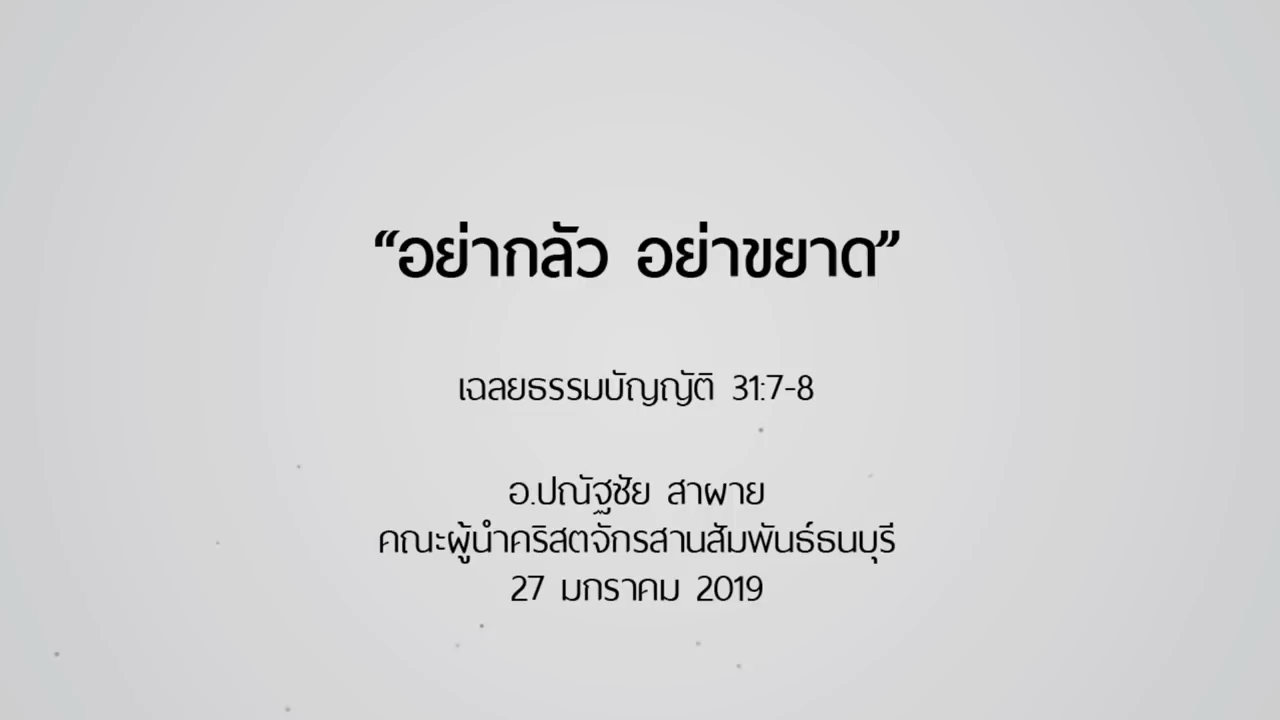 “อย่ากลัว อย่าขยาด”
เฉลยธรรมบัญญัติ 31:7-8
อ.ปณัฐชัย สาผาย
คณะผู้นำคริสตจักรสานสัมพันธ์ธนบุรี
27 มกราคม 2019